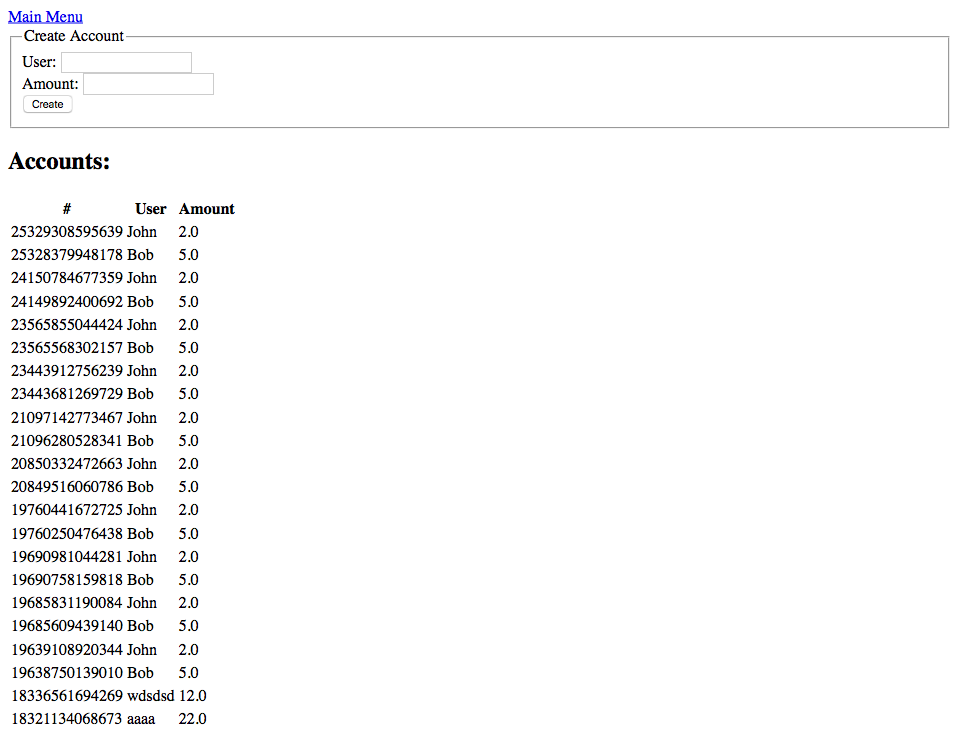 Main Menu
Create Account
User:
Amount:
Create
Accounts:
# User Amount
25329308595639 John 2.0
25328379948178 Bob 5.0
24150784677359 John 2.0
24149892400692 Bob 5.0
23565855044424 John 2.0
23565568302157 Bob 5.0
23443912756239 John 2.0
23443681269729 Bob 5.0
21097142773467 John 2.0
21096280528341 Bob 5.0
20850332472663 John 2.0
20849516060786 Bob 5.0
19760441672725 John 2.0
19760250476438 Bob 5.0
19690981044281 John 2.0
19690758159818 Bob 5.0
19685831190084 John 2.0
19685609439140 Bob 5.0
19639108920344 John 2.0
19638750139010 Bob 5.0
18336561694269 wdsdsd 12.0
18321134068673 aaaa 22.0